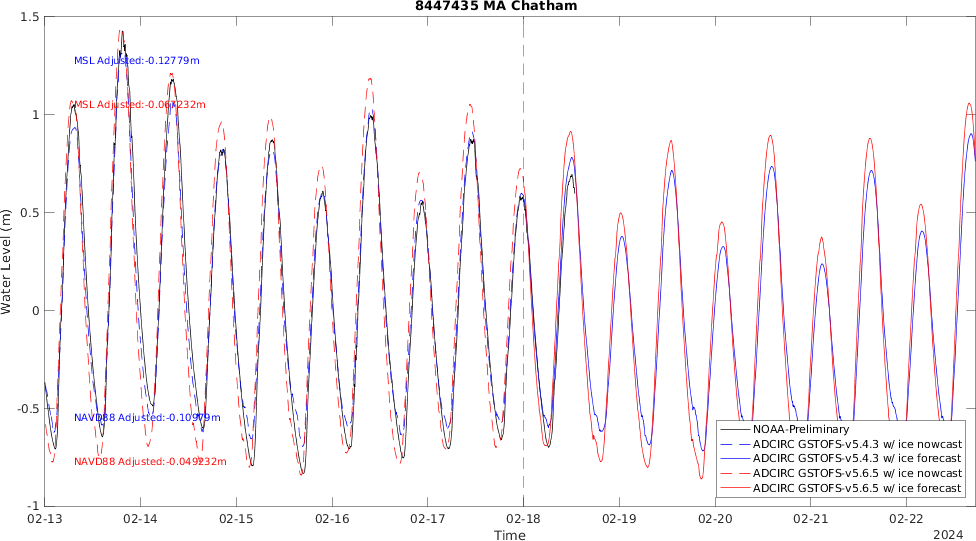 8447435 MA Chatham
1.5
1
0.5
0
-0.5
-1
Water Level (m)
MSL Adjusted:-0.12779m
MSL Adjusted:-0.067232m
NAVD88 Adjusted:-0.10979m
NAVD88 Adjusted:-0.049232m
NOAA-Preliminary
ADCIRC GSTOFS-v5.4.3 w/ ice nowcast
ADCIRC GSTOFS-v5.4.3 w/ ice forecast
ADCIRC GSTOFS-v5.6.5 w/ ice nowcast
ADCIRC GSTOFS-v5.6.5 w/ ice forecast
02-13 02-14 02-15 02-16 02-17 02-18 02-19 02-20 02-21 02-22
Time
2024